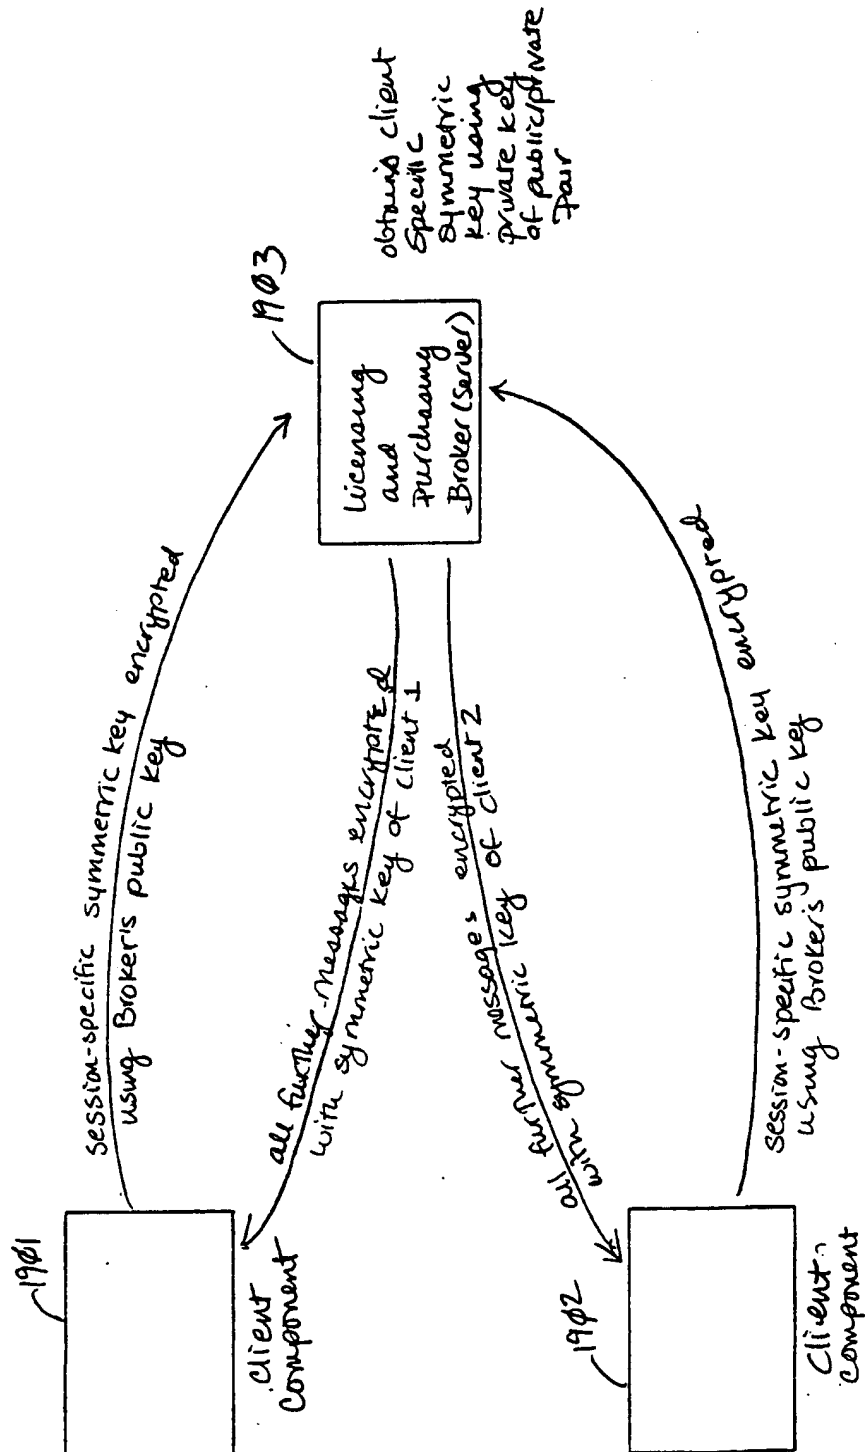 1901
client
component
session-specific symmetric key encrypted
using Broker's public key
all further messages encrypted
with symmetric key of client 1
1903
Licensing
and
Purchasing
Broker (Server)
obtains client
specific
symmetric
key using
private key
of public/private
pair
all further messages encrypted
with symmetric key of client 2
1902
Client
component
session-specific symmetric key encrypted
using Broker's public key